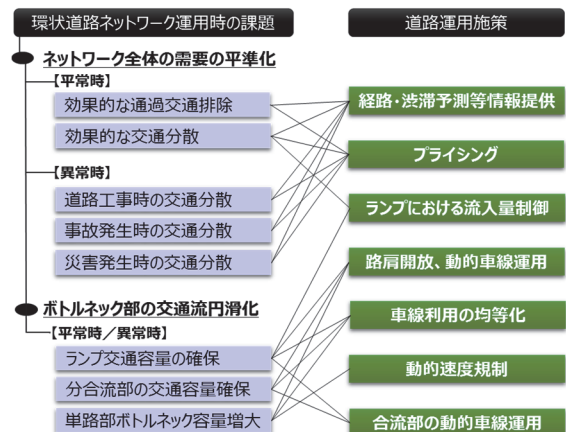 環状道路ネットワーク運用時の課題
ネットワーク全体の需要の平準化
【平常時】
効果的な通過交通排除
効果的な交通分散
【異常時】
道路工事時の交通分散
事故発生時の交通分散
災害発生時の交通分散
ボトルネック部の交通流円滑化
【平常時／異常時】
ランプ交通容量の確保
分合流部の交通容量確保
単路部ボトルネック容量増大
道路運用施策
経路・渋滞予測等情報提供
プライシング
ランプにおける流入量制御
路肩開放、動的車線運用
車線利用の均等化
動的速度規制
合流部の動的車線運用